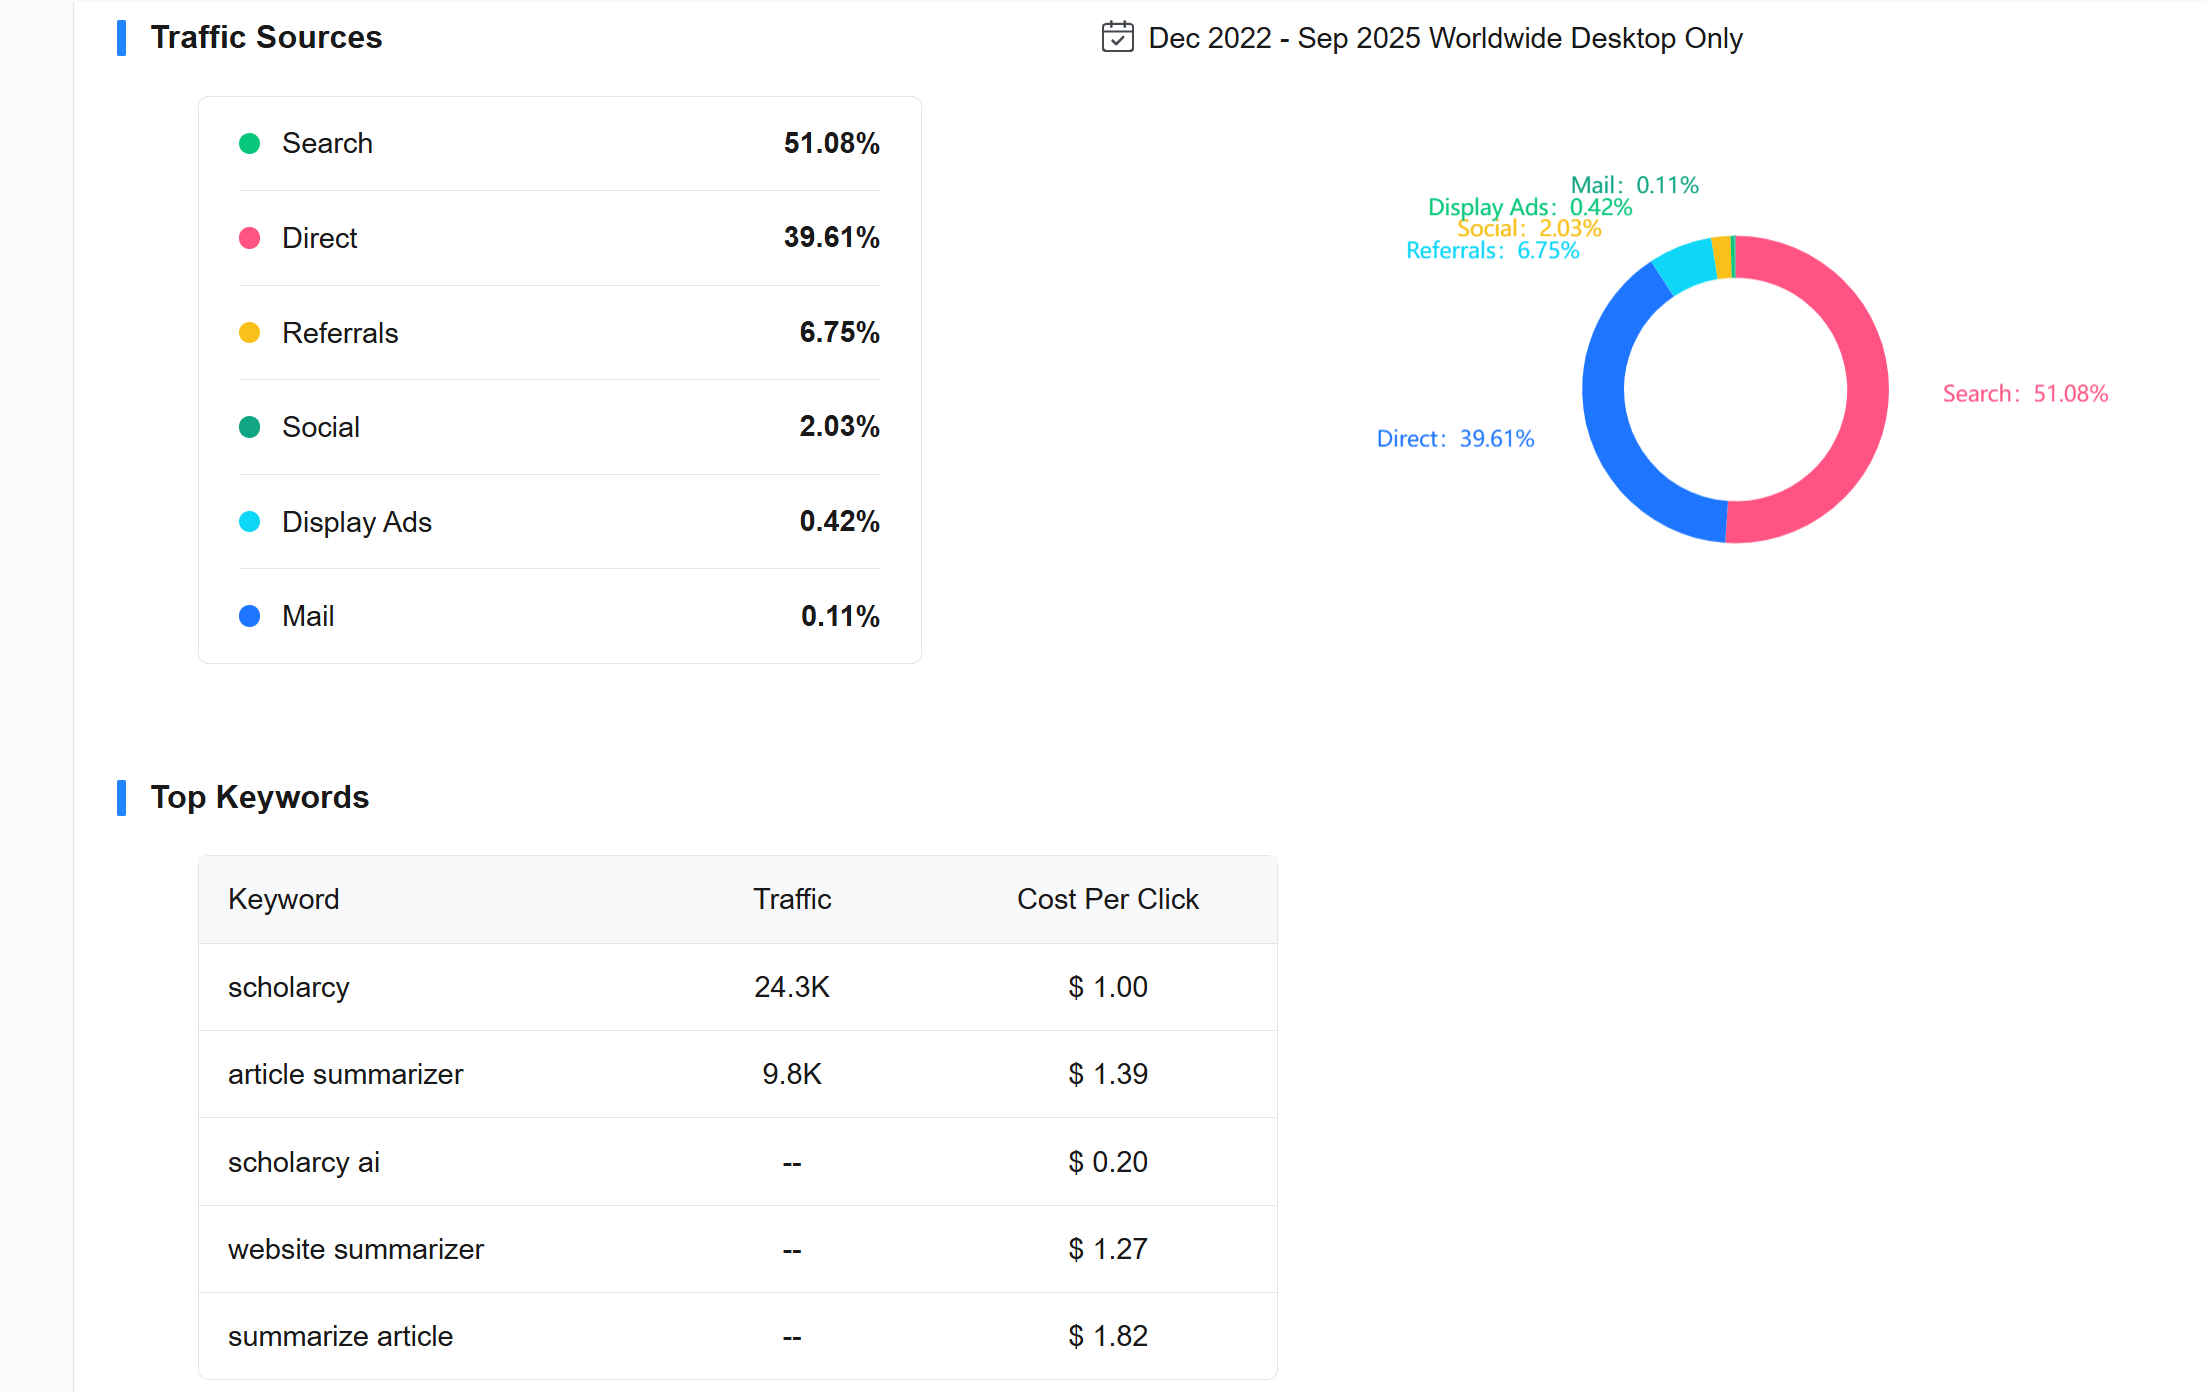 Traffic Sources
Dec 2022 - Sep 2025 Worldwide Desktop Only
Search 51.08%
Direct 39.61%
Referrals 6.75%
Social 2.03%
Display Ads 0.42%
Mail 0.11%
Mail: 0.11%
Display Ads: 0.42%
Social: 2.03%
Referrals: 6.75%
Search: 51.08%
Direct: 39.61%
Top Keywords
Keyword Traffic Cost Per Click
scholarcy 24.3K $ 1.00
article summarizer 9.8K $ 1.39
scholarcy ai -- $ 0.20
website summarizer -- $ 1.27
summarize article -- $ 1.82